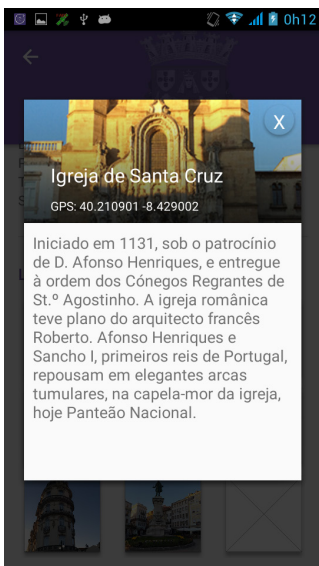 0h12
X
Igreja de Santa Cruz
GPS: 40.210901 -8.429002
Iniciado em 1131, sob o patrocínio
de D. Afonso Henriques, e entregue
à ordem dos Cónegos Regrantes de
St.º Agostinho. A igreja românica
teve plano do arquitecto francês
Roberto. Afonso Henriques e
Sancho I, primeiros reis de Portugal,
repousam em elegantes arcas
tumulares, na capela-mor da igreja,
hoje Panteão Nacional.